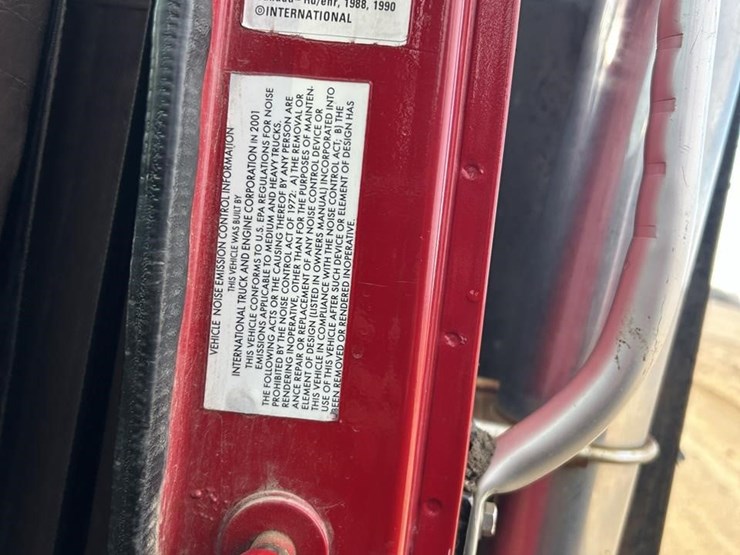 Ro/enr, 1988, 1990
©INTERNATIONAL
VEHICLE NOISE EMISSION CONTROL INFORMATION
THIS VEHICLE WAS BUILT BY
INTERNATIONAL TRUCK AND ENGINE CORPORATION IN 2001
THIS VEHICLE CONFORMS TO U.S. EPA REGULATIONS FOR NOISE
EMISSIONS APPLICABLE TO MEDIUM AND HEAVY TRUCKS.
THE FOLLOWING ACTS OR THE CAUSING THEREOF BY ANY PERSON ARE
PROHIBITED BY THE NOISE CONTROL ACT OF 1972: A) THE REMOVAL OR
RENDERING INOPERATIVE, OTHER THAN FOR THE PURPOSES OF MAINTEN-
ANCE REPAIR OR REPLACEMENT OF ANY NOISE CONTROL DEVICE OR
ELEMENT OF DESIGN (LISTED IN OWNERS MANUAL) INCORPORATED INTO
THIS VEHICLE IN COMPLIANCE WITH THE NOISE CONTROL ACT; B) THE
USE OF THIS VEHICLE AFTER SUCH DEVICE OR ELEMENT OF DESIGN HAS
BEEN REMOVED OR RENDERED INOPERATIVE.